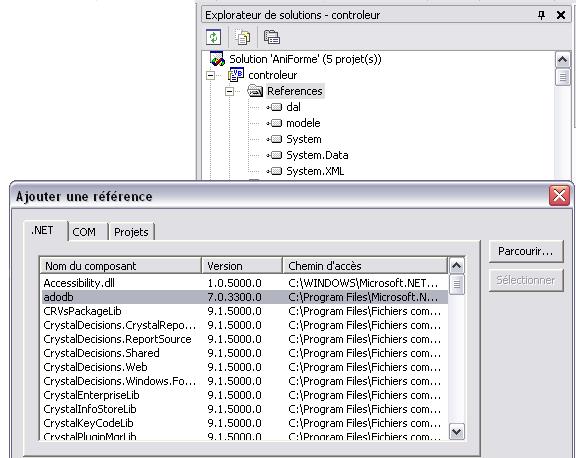 Explorateur de solutions - controleur
Solution 'AniForme' (5 projet(s))
controleur
References
dal
modele
System
System.Data
System.XML
Ajouter une référence
.NET COM Projets
Parcourir...
Sélectionner
Nom du composant Version Chemin d'accès
Accessibility.dll 1.0.5000.0 C:\WINDOWS\Microsoft.NET...
adodb 7.0.3300.0 C:\Program Files\Microsoft.N...
CRVsPackageLib 9.1.5000.0 C:\Program Files\Fichiers com...
CrystalDecisions.CrystalRepo... 9.1.5000.0 C:\Program Files\Fichiers com...
CrystalDecisions.ReportSource 9.1.5000.0 C:\Program Files\Fichiers com...
CrystalDecisions.Shared 9.1.5000.0 C:\Program Files\Fichiers com...
CrystalDecisions.Web 9.1.5000.0 C:\Program Files\Fichiers com...
CrystalDecisions.Windows.Fo... 9.1.5000.0 C:\Program Files\Fichiers com...
CrystalEnterpriseLib 9.1.5000.0 C:\Program Files\Fichiers com...
CrystalInfoStoreLib 9.1.5000.0 C:\Program Files\Fichiers com...
CrystalKeyCodeLib 9.1.5000.0 C:\Program Files\Fichiers com...
CrystalPluginMgrLib 9.1.5000.0 C:\Program Files\Fichiers com...